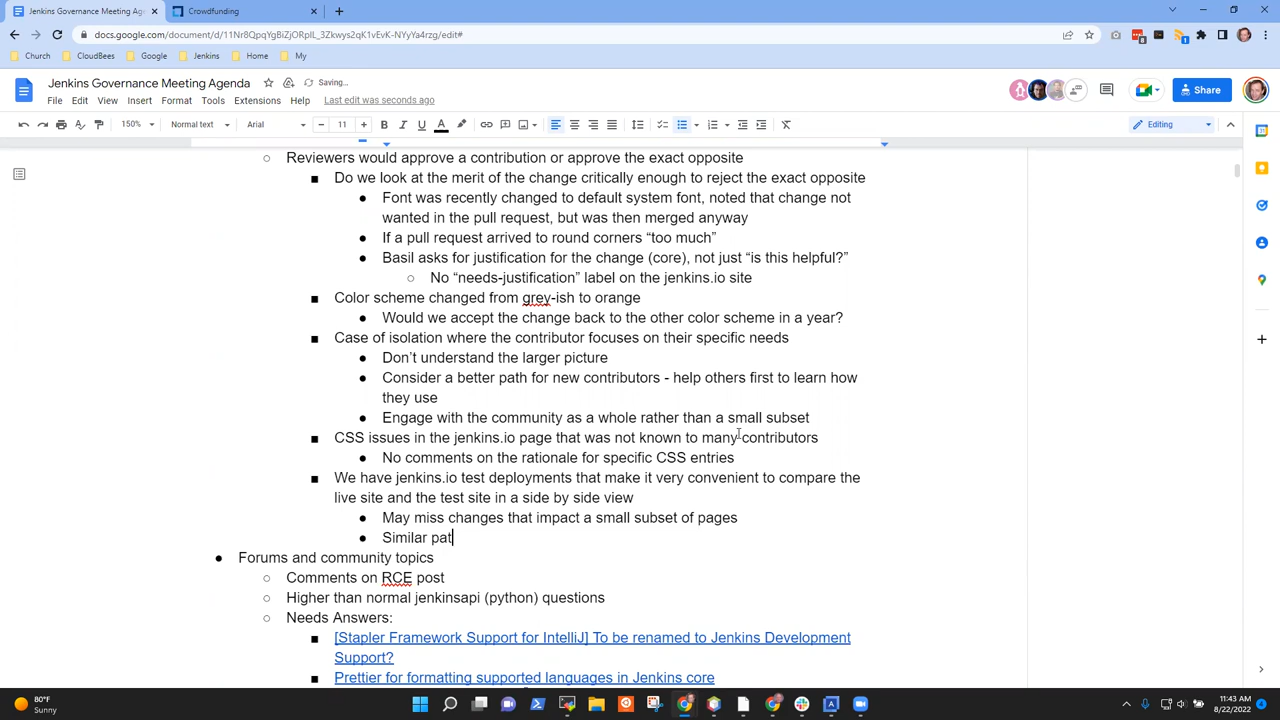 Jenkins Governance Meeting Agenda
Crowdfunding
docs.google.com/document/d/11Nr8QpqYgBiZjORpIL_3Zkwys2qK1vEvK-NYyYa4rzg/edit#
Church
CloudBees
Google
Jenkins
Home
My
Jenkins Governance Meeting Agenda
Saving...
File Edit View Insert Format Tools Extensions Help Last edit was seconds ago
Share
150% Normal text Arial 11 Editing
Reviewers would approve a contribution or approve the exact opposite
Do we look at the merit of the change critically enough to reject the exact opposite
Font was recently changed to default system font, noted that change not
wanted in the pull request, but was then merged anyway
If a pull request arrived to round corners “too much”
Basil asks for justification for the change (core), not just “is this helpful?”
No “needs-justification” label on the jenkins.io site
Color scheme changed from grey-ish to orange
Would we accept the change back to the other color scheme in a year?
Case of isolation where the contributor focuses on their specific needs
Don’t understand the larger picture
Consider a better path for new contributors - help others first to learn how
they use
Engage with the community as a whole rather than a small subset
CSS issues in the jenkins.io page that was not known to many contributors
No comments on the rationale for specific CSS entries
We have jenkins.io test deployments that make it very convenient to compare the
live site and the test site in a side by side view
May miss changes that impact a small subset of pages
Similar pat
Forums and community topics
Comments on RCE post
Higher than normal jenkinsapi (python) questions
Needs Answers:
[Stapler Framework Support for IntelliJ] To be renamed to Jenkins Development
Support?
Prettier for formatting supported languages in Jenkins core
80°F
Sunny
11:43 AM
8/22/2022